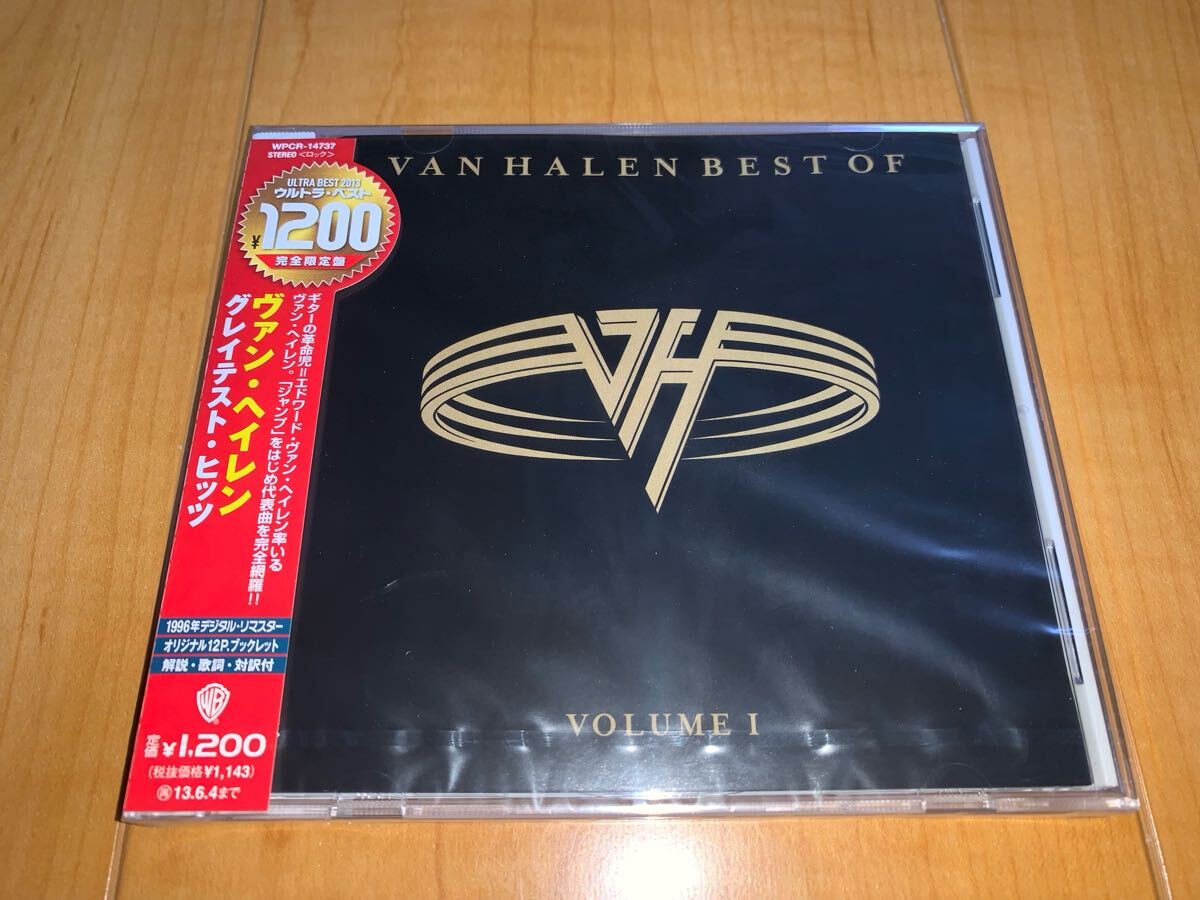 WPCR-14737
STEREO <ロック>
ULTRA BEST 2013
ウルトラ・ベスト
¥1200
完全限定盤
ギターの革命児=エドワード・ヴァン・ヘイレン率いる
ヴァン・ヘイレン。「ジャンプ」をはじめ代表曲を完全網羅!!
ヴァン・ヘイレン
グレイテスト・ヒッツ
1996年デジタル・リマスター
オリジナル12P.ブックレット
解説・歌詞・対訳付
WB
定価¥1,200
(税抜価格¥1,143)
再13.6.4まで
VAN HALEN BEST OF
VH
VOLUME I